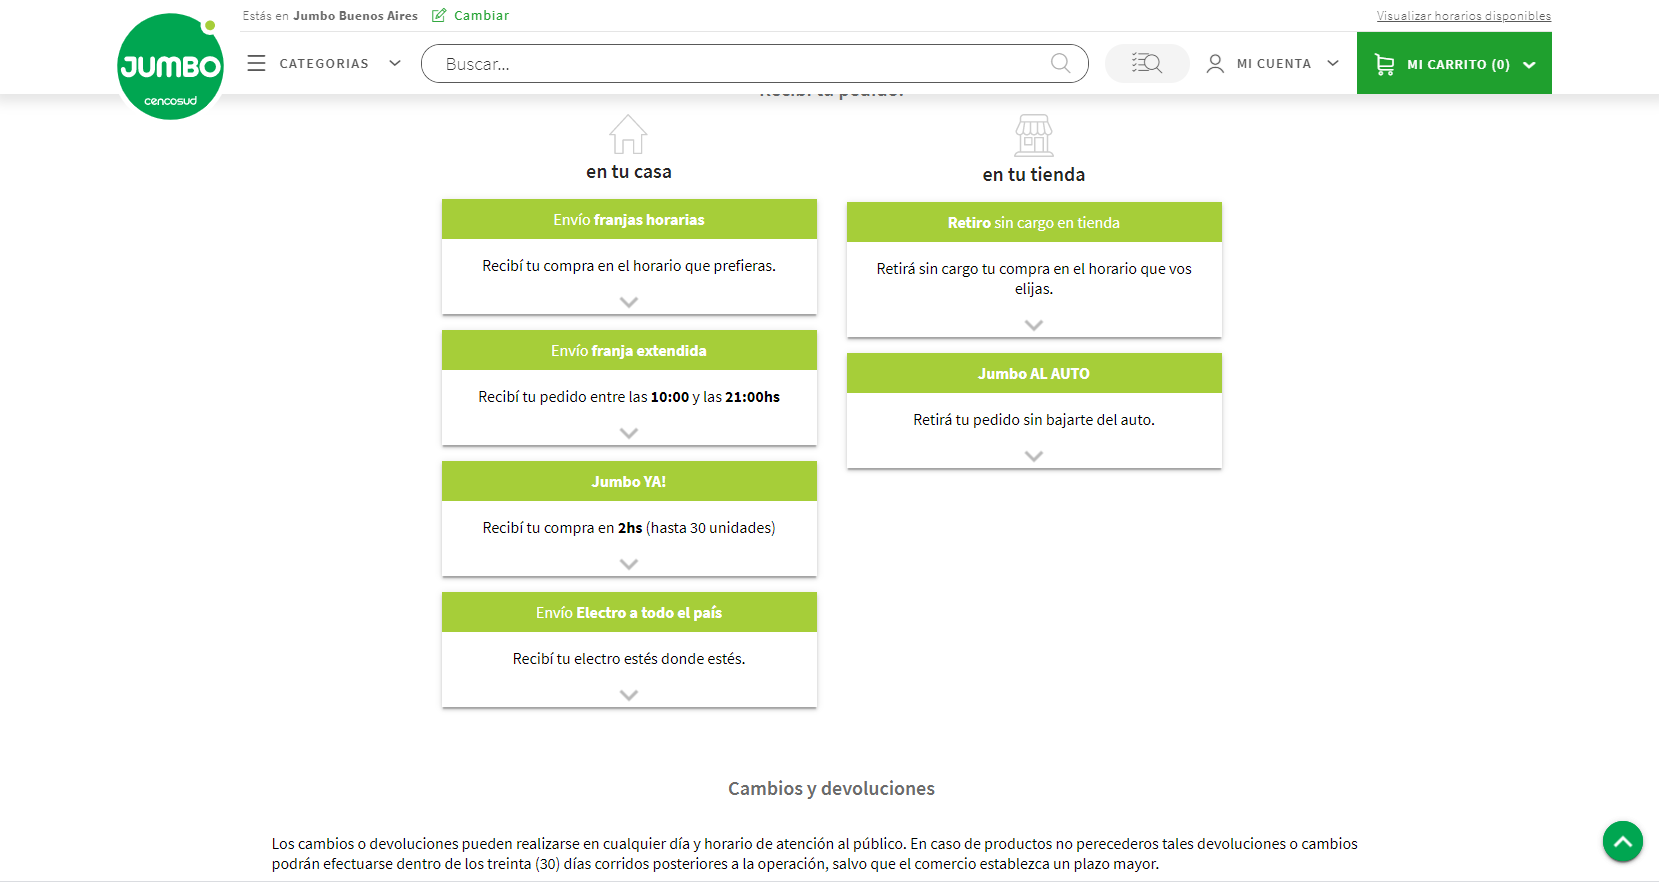 Estás en Jumbo Buenos Aires Cambiar
Visualizar horarios disponibles
JUMBO
cencosud
CATEGORIAS
Buscar...
MI CUENTA
MI CARRITO (0)
Recibí tu pedido:
en tu casa
Envío franjas horarias
Recibí tu compra en el horario que prefieras.
Envío franja extendida
Recibí tu pedido entre las 10:00 y las 21:00hs
Jumbo YA!
Recibí tu compra en 2hs (hasta 30 unidades)
Envío Electro a todo el país
Recibí tu electro estés donde estés.
en tu tienda
Retiro sin cargo en tienda
Retirá sin cargo tu compra en el horario que vos
elijas.
Jumbo AL AUTO
Retirá tu pedido sin bajarte del auto.
Cambios y devoluciones
Los cambios o devoluciones pueden realizarse en cualquier día y horario de atención al público. En caso de productos no perecederos tales devoluciones o cambios
podrán efectuarse dentro de los treinta (30) días corridos posteriores a la operación, salvo que el comercio establezca un plazo mayor.